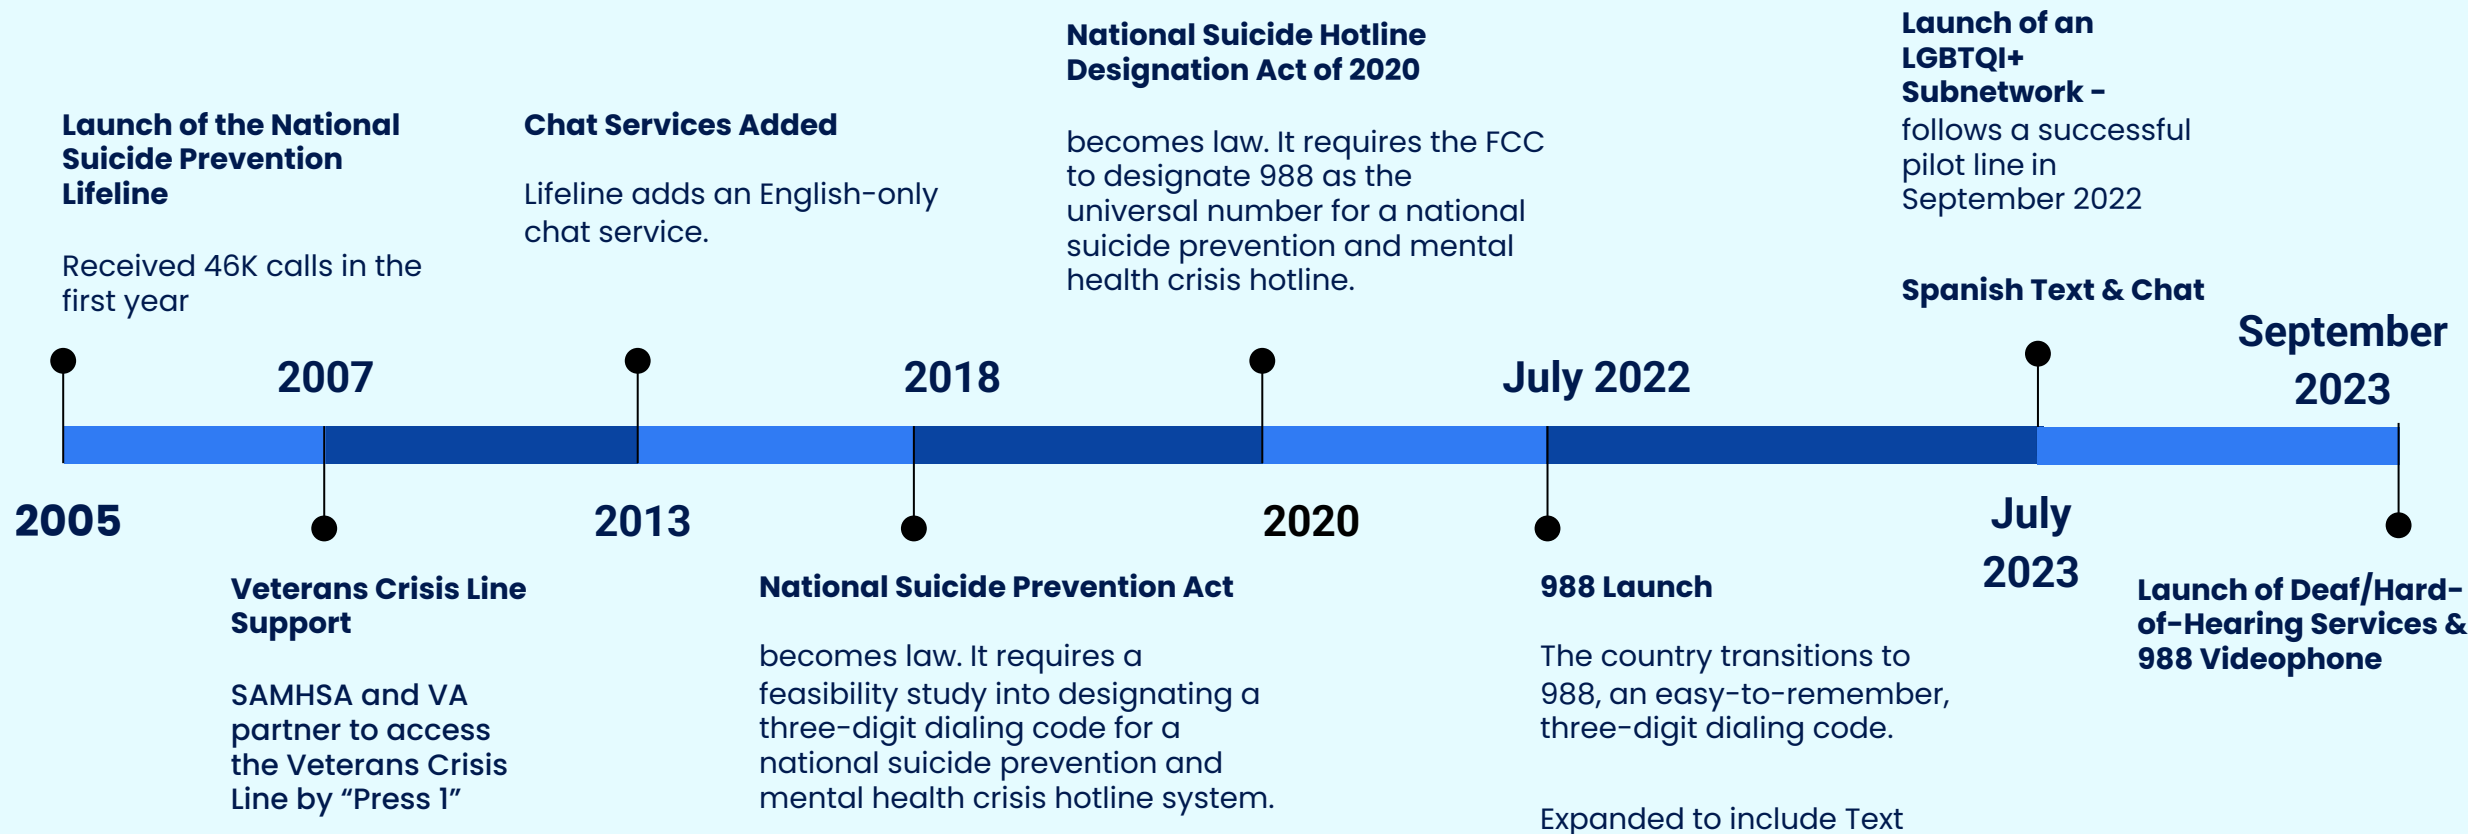 Launch of the National
Suicide Prevention
Lifeline
Received 46K calls in the
first year
Chat Services Added
Lifeline adds an English-only
chat service.
National Suicide Hotline
Designation Act of 2020
becomes law. It requires the FCC
to designate 988 as the
universal number for a national
suicide prevention and mental
health crisis hotline.
Launch of an
LGBTQI+
Subnetwork -
follows a successful
pilot line in
September 2022
Spanish Text & Chat
2007
2018
July 2022
September
2023
2005
2013
2020
July
2023
Veterans Crisis Line
Support
SAMHSA and VA
partner to access
the Veterans Crisis
Line by “Press 1”
National Suicide Prevention Act
becomes law. It requires a
feasibility study into designating a
three-digit dialing code for a
national suicide prevention and
mental health crisis hotline system.
988 Launch
The country transitions to
988, an easy-to-remember,
three-digit dialing code.
Expanded to include Text
Launch of Deaf/Hard-
of-Hearing Services &
988 Videophone